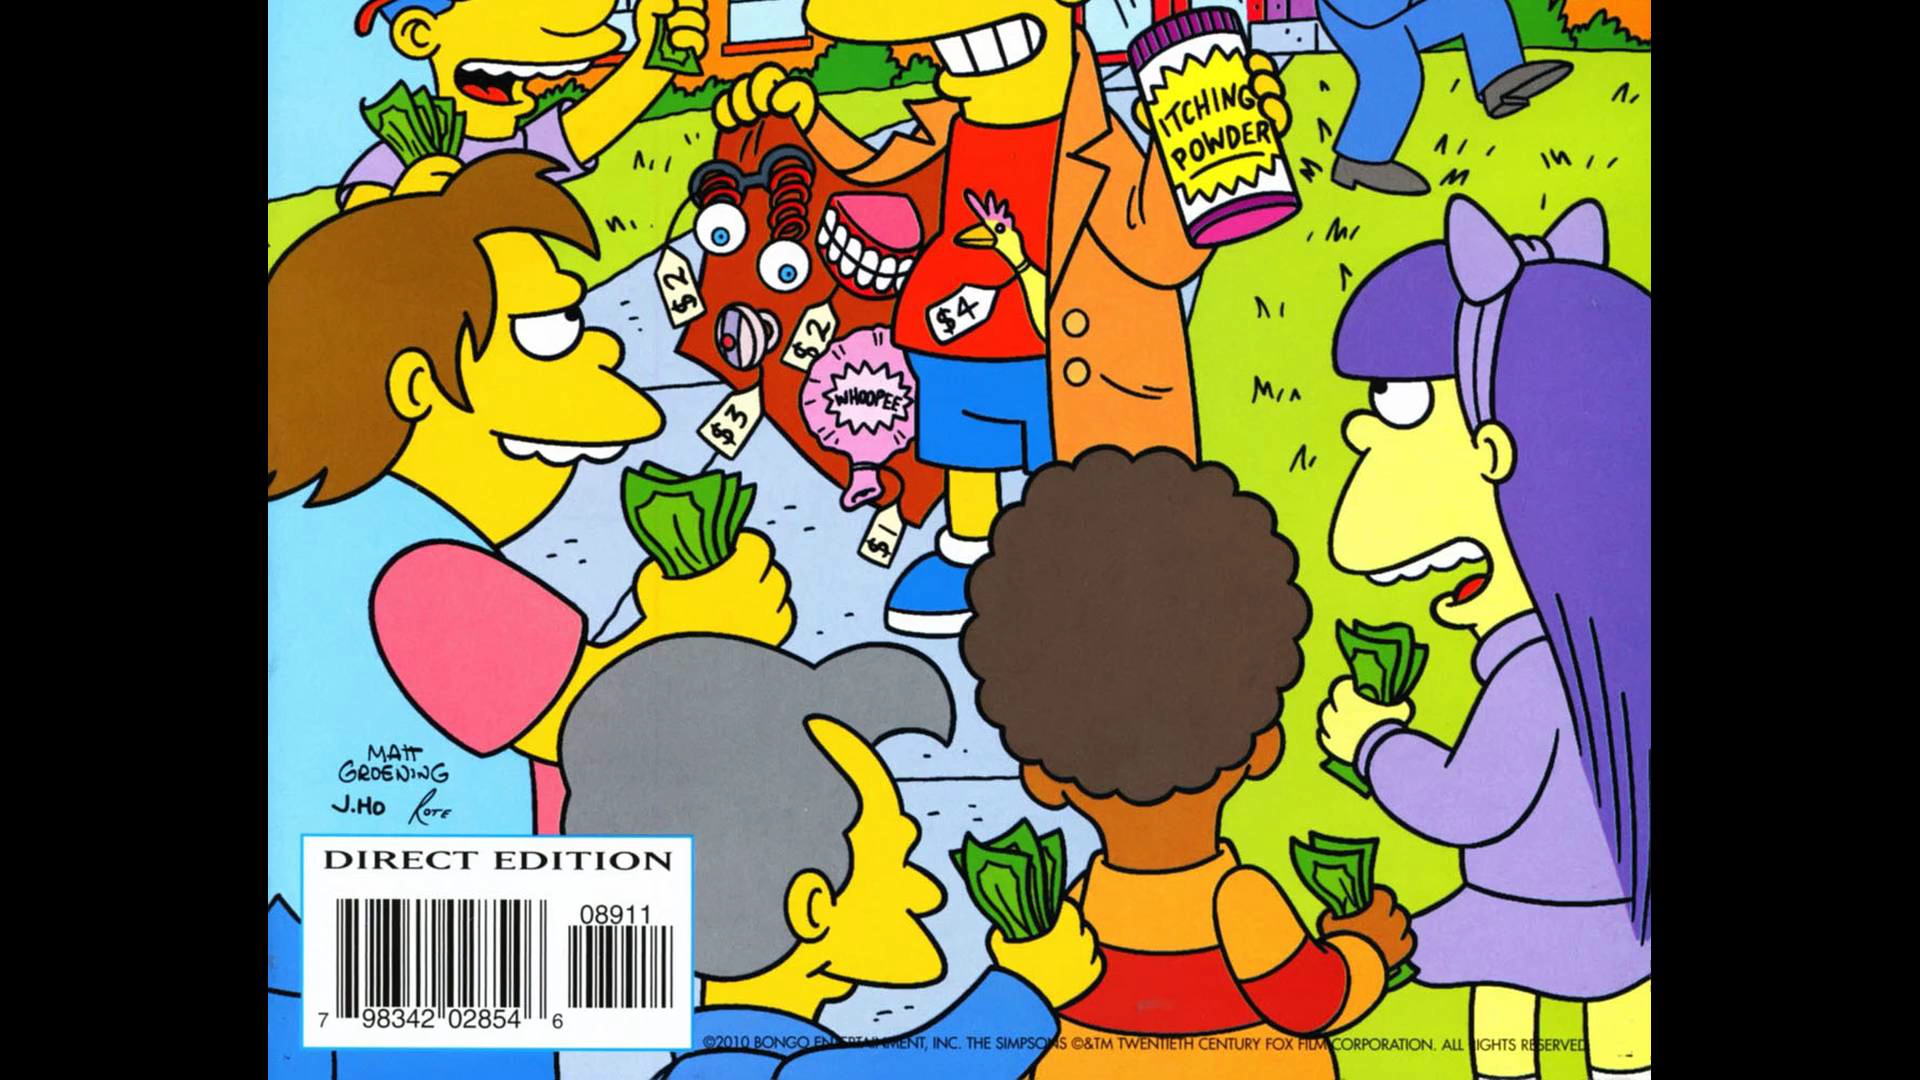 ITCHING
POWDER
$2
$4
$2
WHOOPEE
$3
$1
MATT
GROENING
J.HO ROTE
DIRECT EDITION
08911
7 98342 02854 6
©2010 BONGO ENTERTAINMENT, INC. THE SIMPSONS ©&TM TWENTIETH CENTURY FOX FILM CORPORATION. ALL RIGHTS RESERVED.